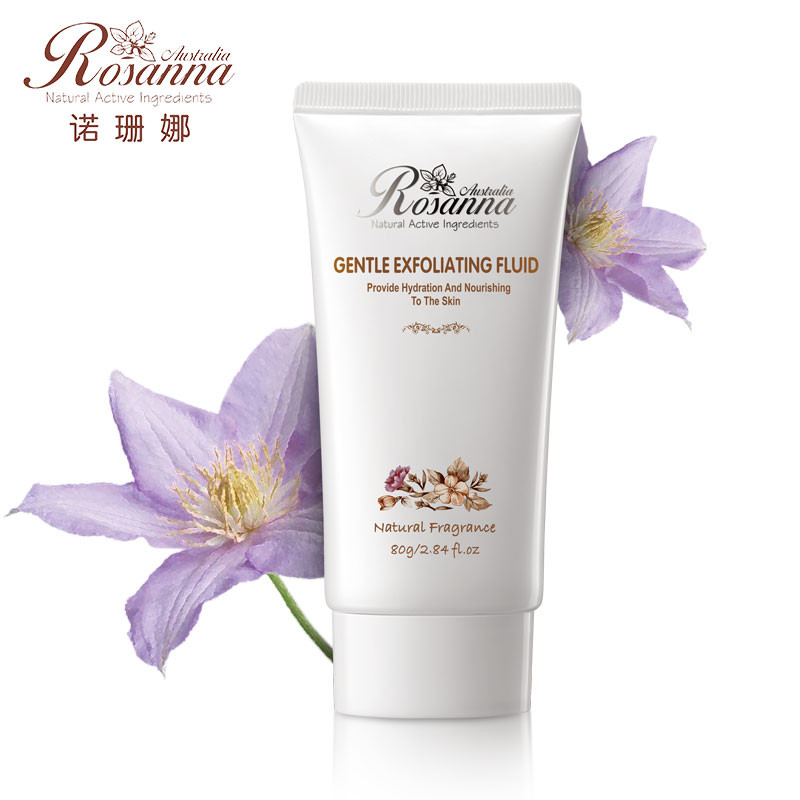 Rosanna
Australia
Natural Active Ingredients
诺珊娜
Rosanna
Australia
Natural Active Ingredients
GENTLE EXFOLIATING FLUID
Provide Hydration And Nourishing
To The Skin
Natural Fragrance
80g/2.84 fl.oz